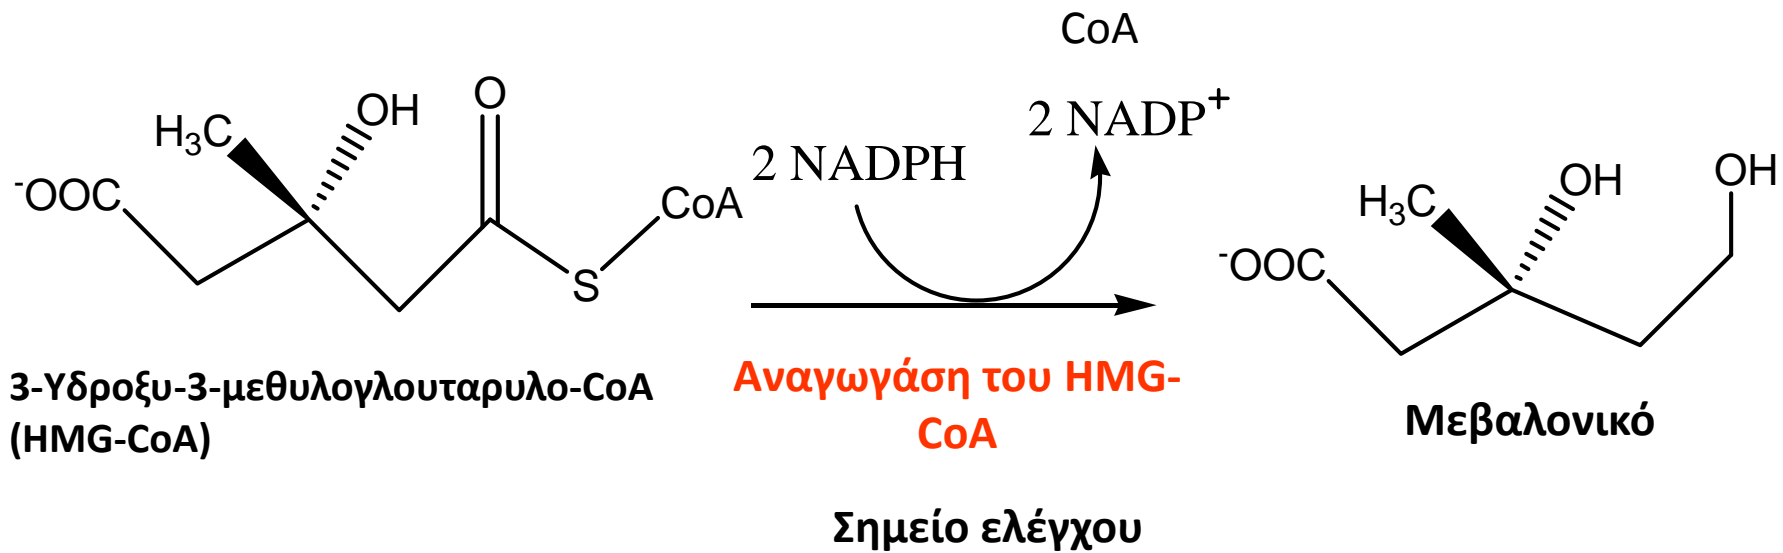 CoA
2 NADP+
2 NADPH
O
OH
H3C
-OOC
CoA
S
OH
OH
H3C
-OOC
3-Υδροξυ-3-μεθυλογλουταρυλο-CoA
(HMG-CoA)
Αναγωγάση του HMG-
CoA
Μεβαλονικό
Σημείο ελέγχου